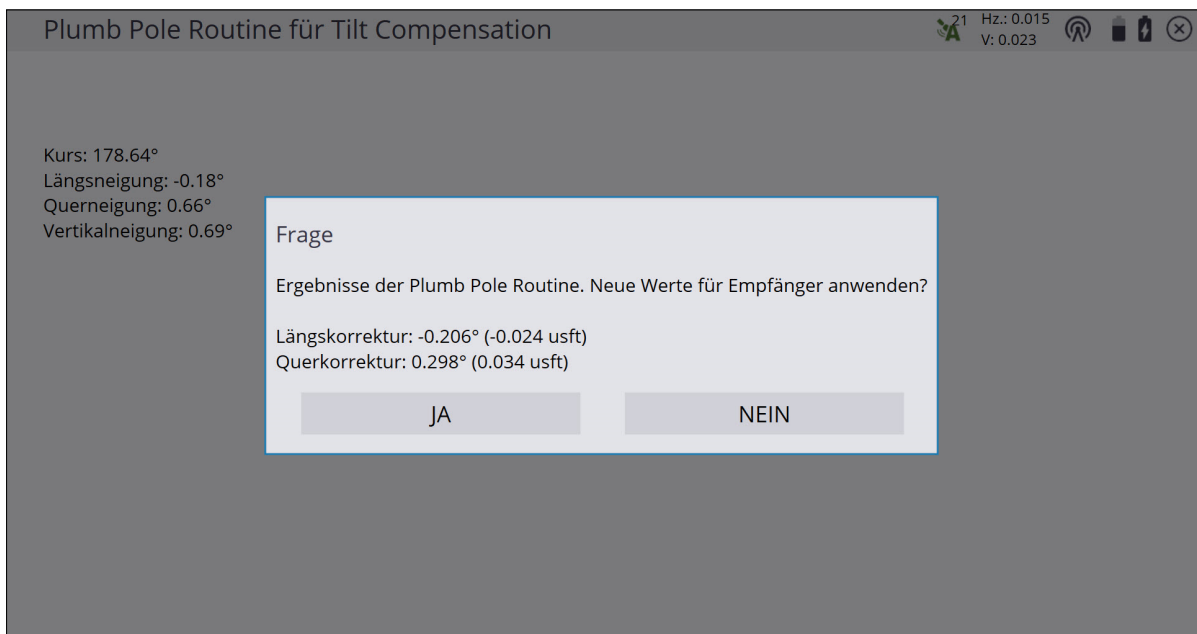 Plumb Pole Routine für Tilt Compensation
21
Hz.: 0.015
V: 0.023
Kurs: 178.64°
Längsneigung: -0.18°
Querneigung: 0.66°
Vertikalneigung: 0.69°
Frage
Ergebnisse der Plumb Pole Routine. Neue Werte für Empfänger anwenden?
Längskorrektur: -0.206° (-0.024 usft)
Querkorrektur: 0.298° (0.034 usft)
JA
NEIN